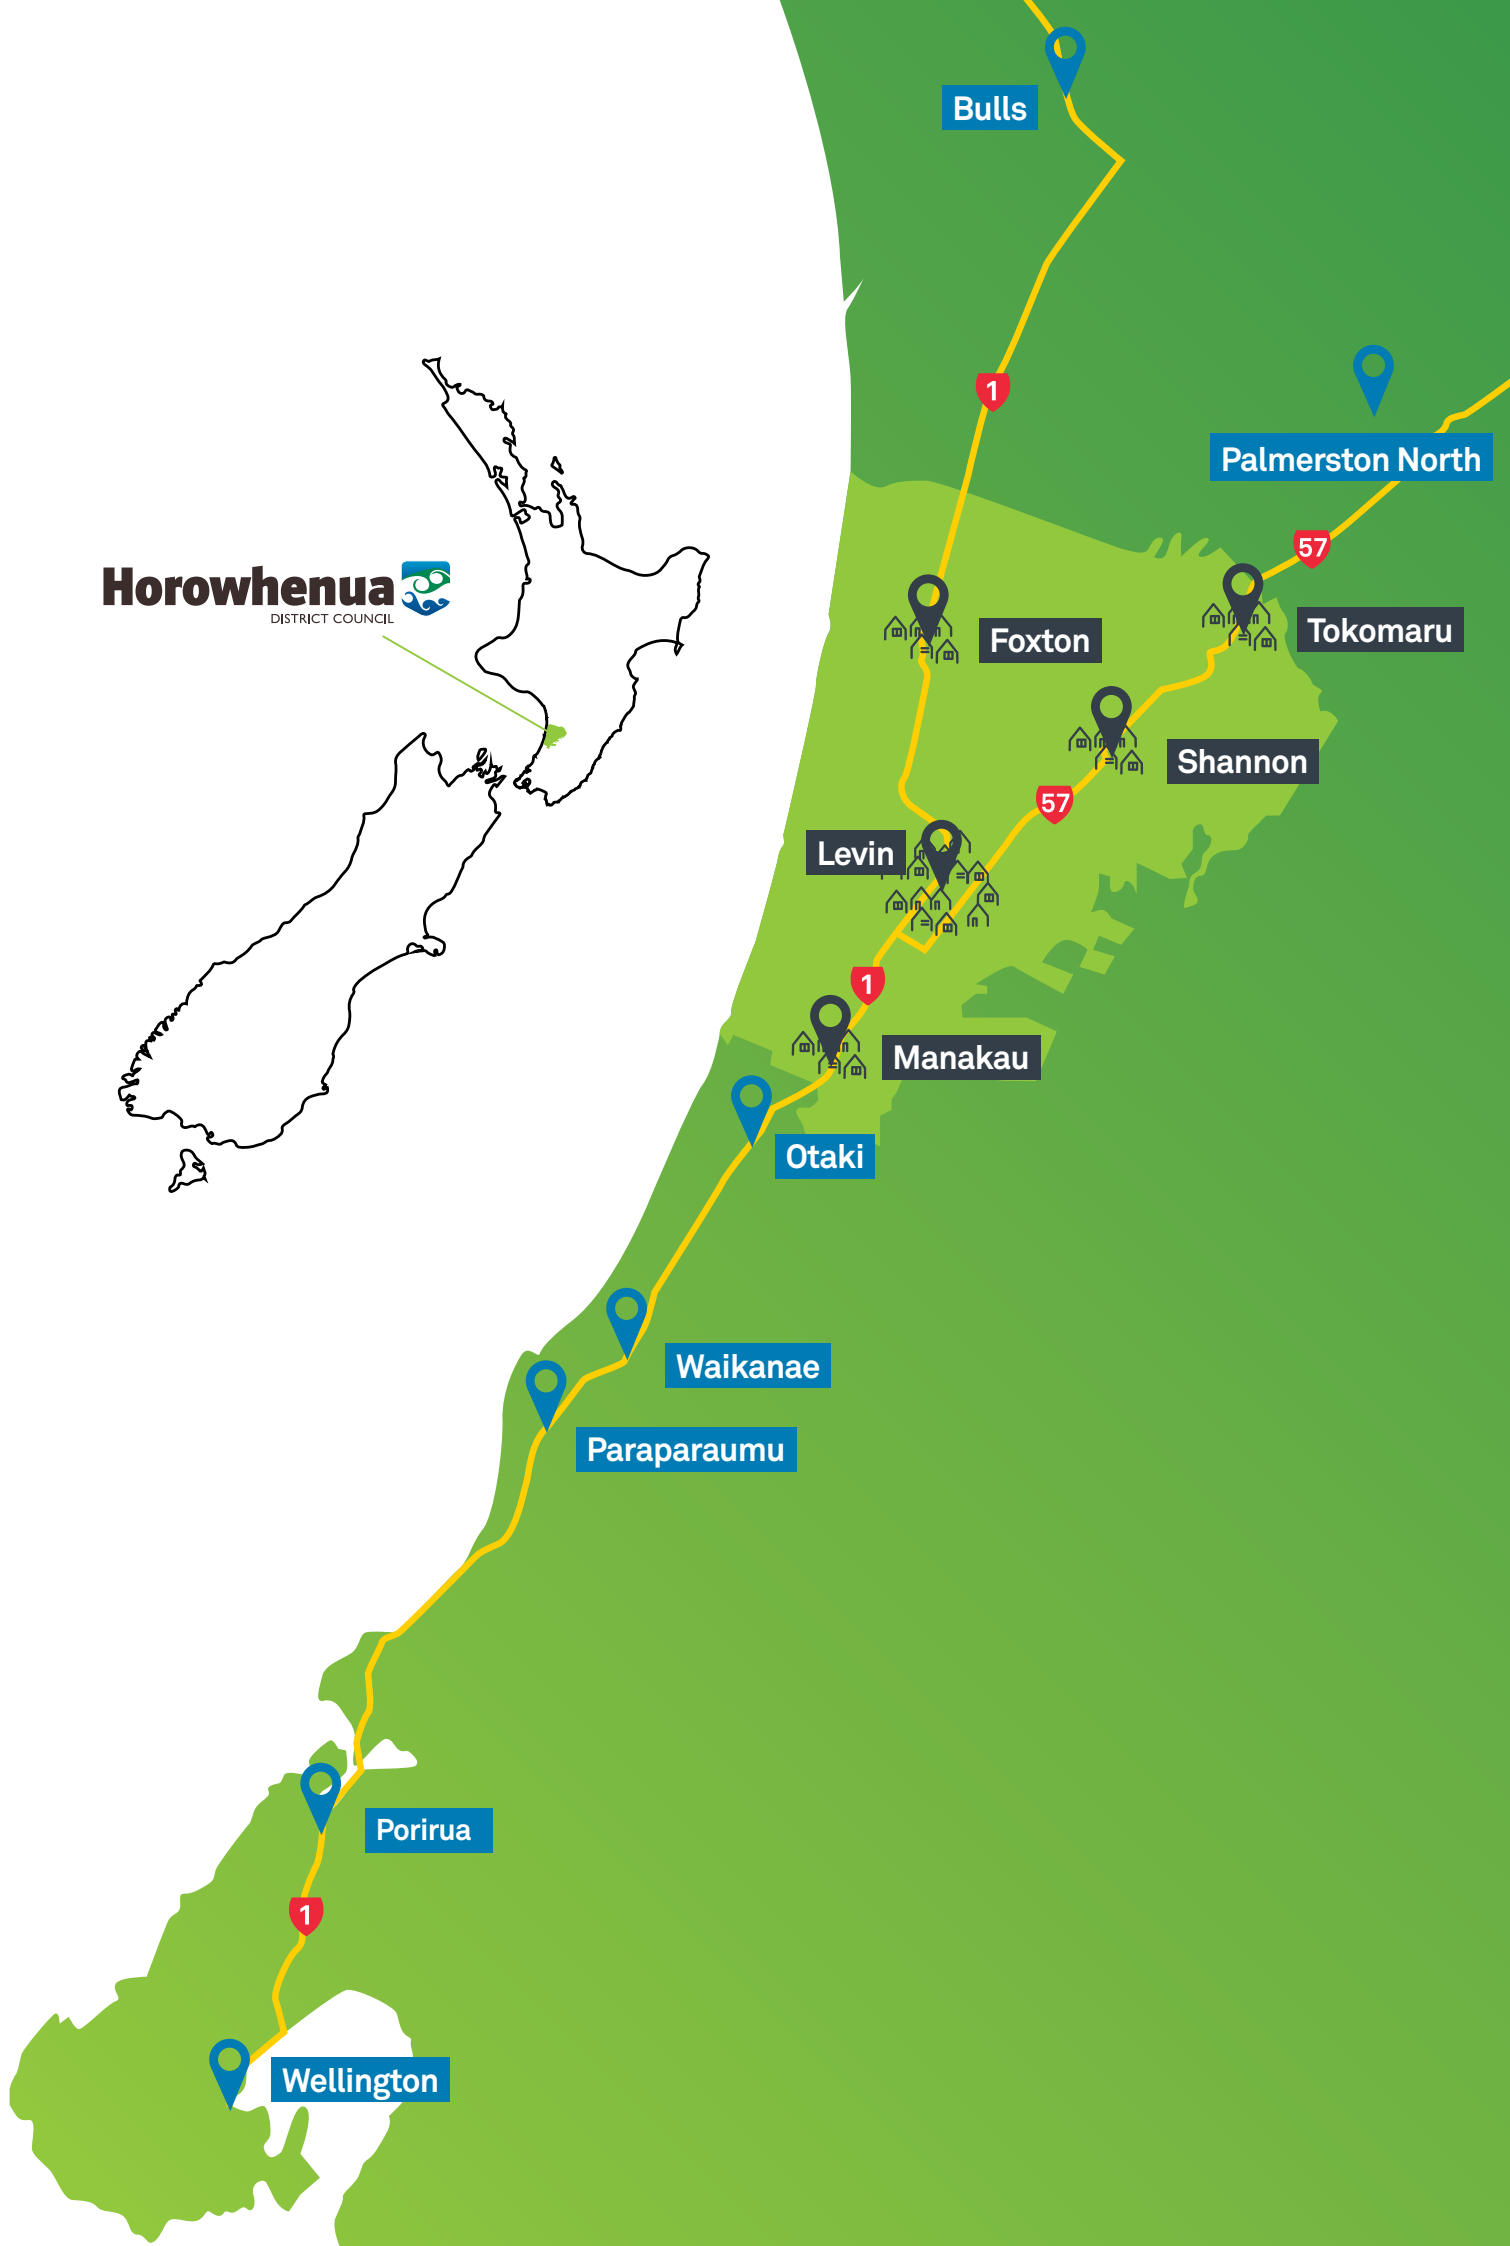 Bulls
1
Palmerston North
57
Horowhenua
DISTRICT COUNCIL
Foxton
Tokomaru
Shannon
57
Levin
1
Manakau
Otaki
Waikanae
Paraparaumu
Porirua
1
Wellington